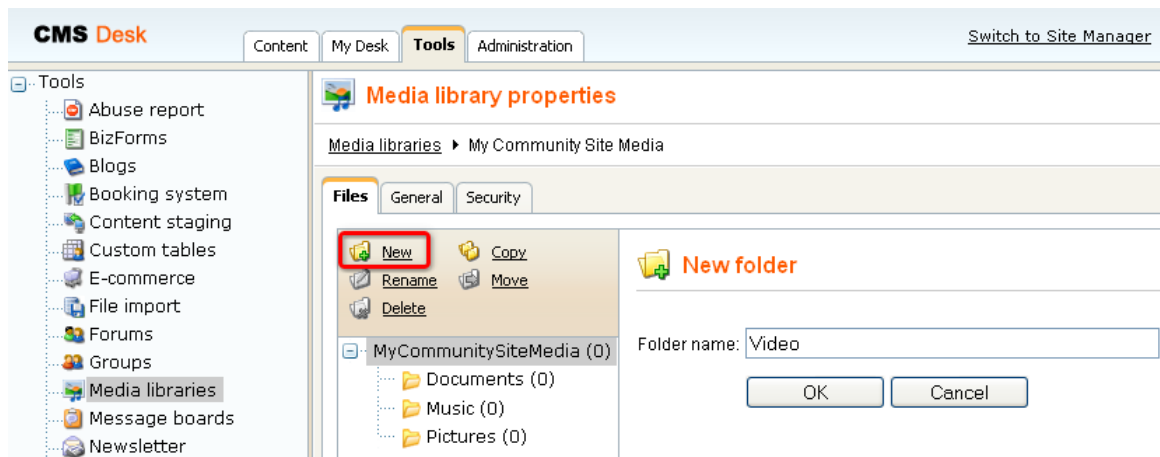 CMS Desk
Content
My Desk
Tools
Administration
Switch to Site Manager
Tools
Abuse report
BizForms
Blogs
Booking system
Content staging
Custom tables
E-commerce
File import
Forums
Groups
Media libraries
Message boards
Newsletter
Media library properties
Media libraries ▸ My Community Site Media
Files
General
Security
New
Copy
Rename
Move
Delete
MyCommunitySiteMedia (0)
Documents (0)
Music (0)
Pictures (0)
New folder
Folder name: Video
OK
Cancel